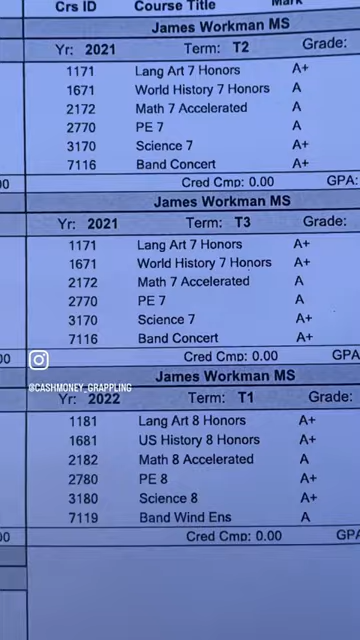 Crs ID Course Title Mark
James Workman MS
Yr: 2021 Term: T2 Grade:
1171 Lang Art 7 Honors A+
1671 World History 7 Honors A
2172 Math 7 Accelerated A
2770 PE 7 A
3170 Science 7 A+
7116 Band Concert A+
00 Cred Cmp: 0.00 GPA:
James Workman MS
Yr: 2021 Term: T3 Grade:
1171 Lang Art 7 Honors A+
1671 World History 7 Honors A+
2172 Math 7 Accelerated A
2770 PE 7 A
3170 Science 7 A+
7116 Band Concert A+
00 Cred Cmp: 0.00 GPA
James Workman MS
@CASHMONEY_GRAPPLING
Yr: 2022 Term: T1 Grade:
1181 Lang Art 8 Honors A+
1681 US History 8 Honors A+
2182 Math 8 Accelerated A
2780 PE 8 A+
3180 Science 8 A+
7119 Band Wind Ens A
00 Cred Cmp: 0.00 GPA